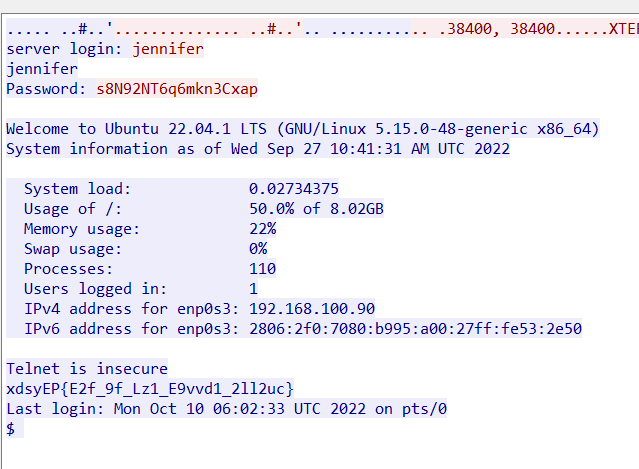 ..... ..#..'.............. ..#..'.. ........... .38400, 38400......XTER
server login: jennifer
jennifer
Password: s8N92NT6q6mkn3Cxap
Welcome to Ubuntu 22.04.1 LTS (GNU/Linux 5.15.0-48-generic x86_64)
System information as of Wed Sep 27 10:41:31 AM UTC 2022
System load: 0.02734375
Usage of /: 50.0% of 8.02GB
Memory usage: 22%
Swap usage: 0%
Processes: 110
Users logged in: 1
IPv4 address for enp0s3: 192.168.100.90
IPv6 address for enp0s3: 2806:2f0:7080:b995:a00:27ff:fe53:2e50
Telnet is insecure
xdsyEP{E2f_9f_Lz1_E9vvd1_2ll2uc}
Last login: Mon Oct 10 06:02:33 UTC 2022 on pts/0
$